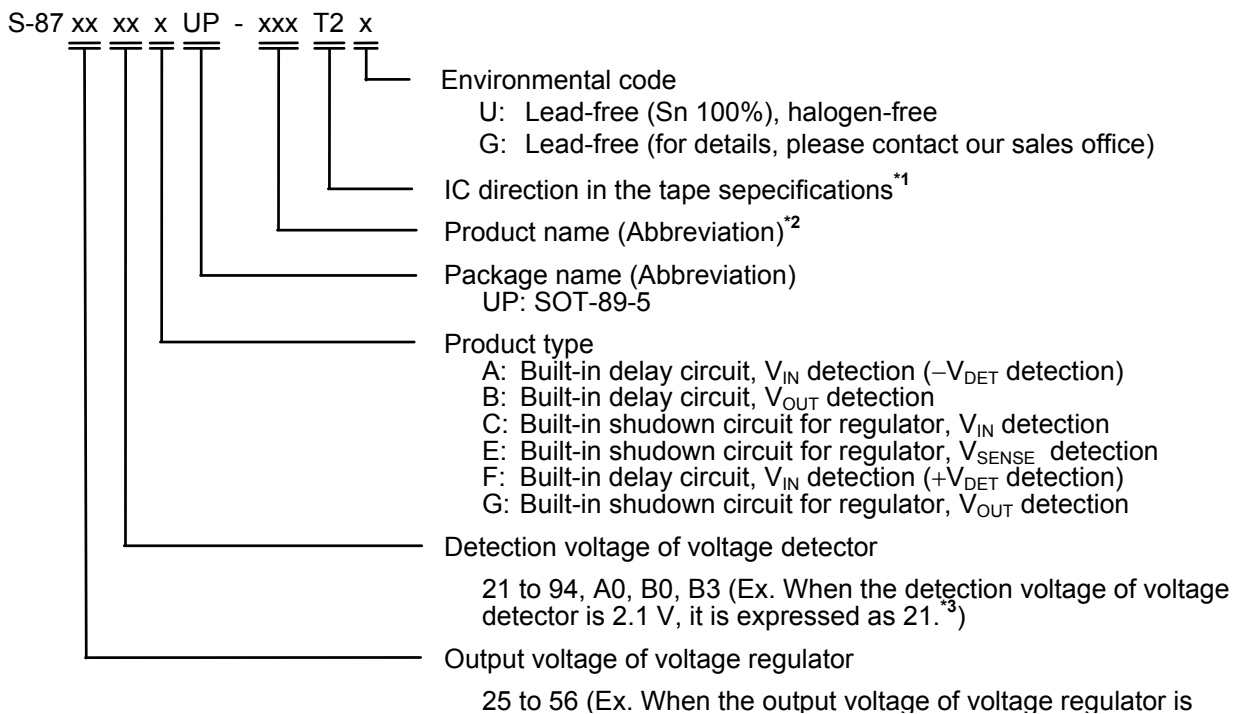 S-87 xx xx x UP - xxx T2 x
Environmental code
U: Lead-free (Sn 100%), halogen-free
G: Lead-free (for details, please contact our sales office)
IC direction in the tape sepecifications*1
Product name (Abbreviation)*2
Package name (Abbreviation)
UP: SOT-89-5
Product type
A: Built-in delay circuit, VIN detection (−VDET detection)
B: Built-in delay circuit, VOUT detection
C: Built-in shudown circuit for regulator, VIN detection
E: Built-in shudown circuit for regulator, VSENSE detection
F: Built-in delay circuit, VIN detection (+VDET detection)
G: Built-in shudown circuit for regulator, VOUT detection
Detection voltage of voltage detector
21 to 94, A0, B0, B3 (Ex. When the detection voltage of voltage
detector is 2.1 V, it is expressed as 21.*3)
Output voltage of voltage regulator
25 to 56 (Ex. When the output voltage of voltage regulator is